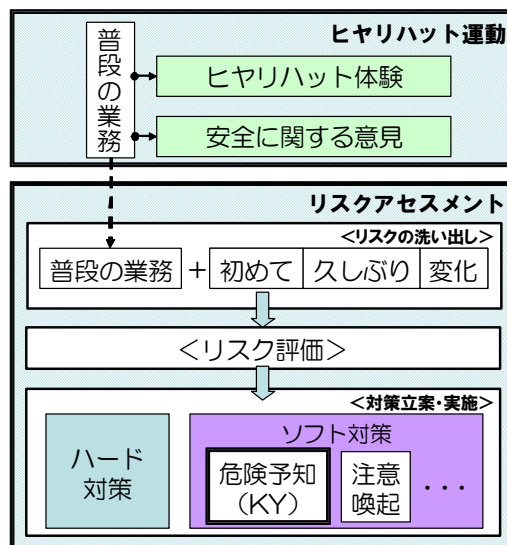 ヒヤリハット運動
普段の業務
ヒヤリハット体験
安全に関する意見
リスクアセスメント
<リスクの洗い出し>
普段の業務+初めて 久しぶり 変化
<リスク評価>
<対策立案・実施>
ハード
対策
ソフト対策
危険予知
(KY)
注意
喚起
・・・